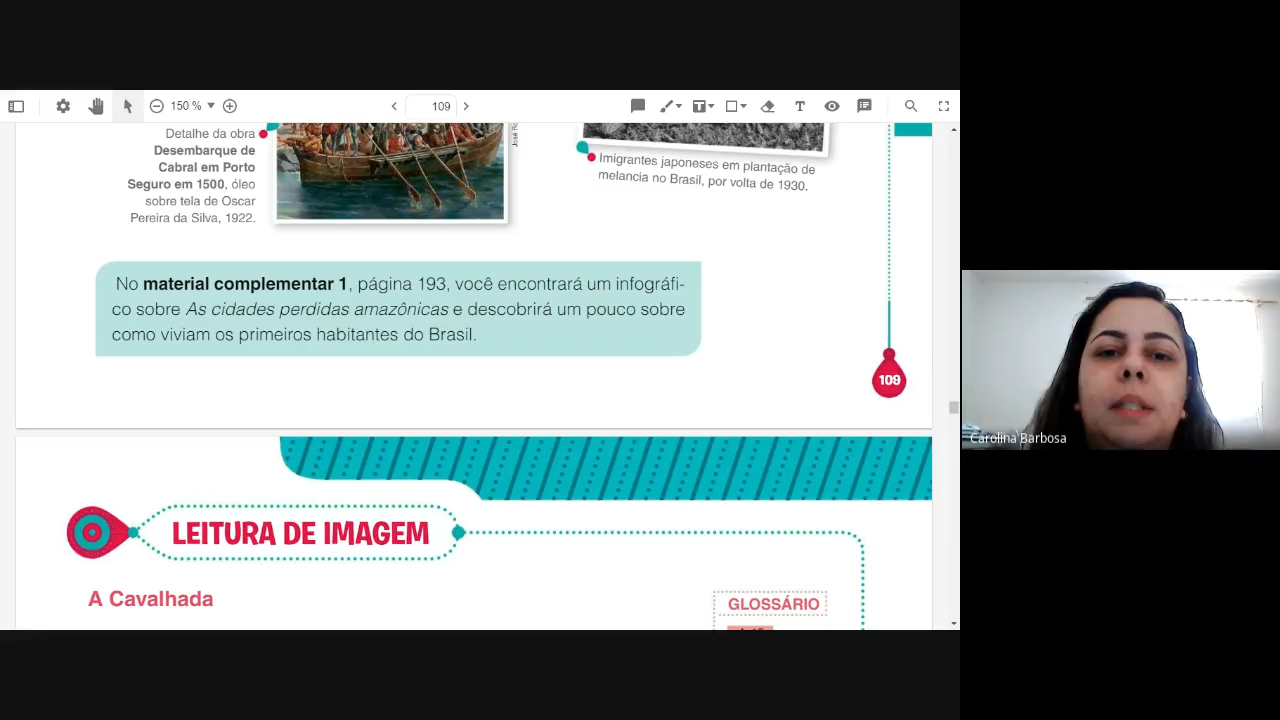 150 %
109
Detalhe da obra
Desembarque de
Cabral em Porto
Seguro em 1500, óleo
sobre tela de Oscar
Pereira da Silva, 1922.
Imigrantes japoneses em plantação de
melancia no Brasil, por volta de 1930.
No material complementar 1, página 193, você encontrará um infográfi-
co sobre As cidades perdidas amazônicas e descobrirá um pouco sobre
como viviam os primeiros habitantes do Brasil.
109
LEITURA DE IMAGEM
A Cavalhada
GLOSSÁRIO
Carolina Barbosa